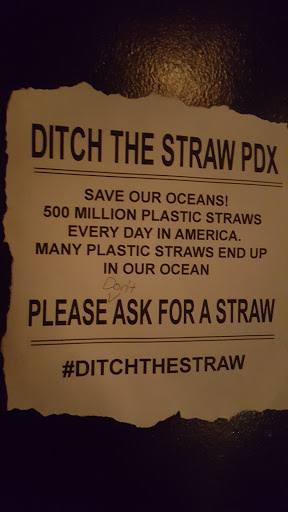 DITCH THE STRAW PDX
SAVE OUR OCEANS!
500 MILLION PLASTIC STRAWS
EVERY DAY IN AMERICA.
MANY PLASTIC STRAWS END UP
IN OUR OCEAN
Don't
PLEASE ASK FOR A STRAW
#DITCHTHESTRAW